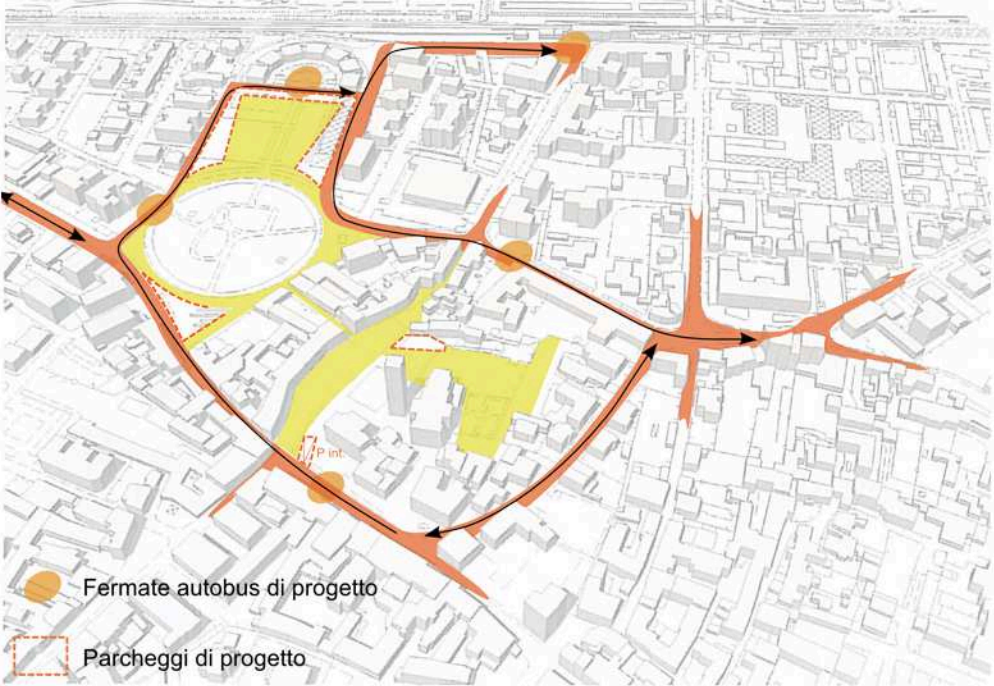 P int.
Fermate autobus di progetto
Parcheggi di progetto